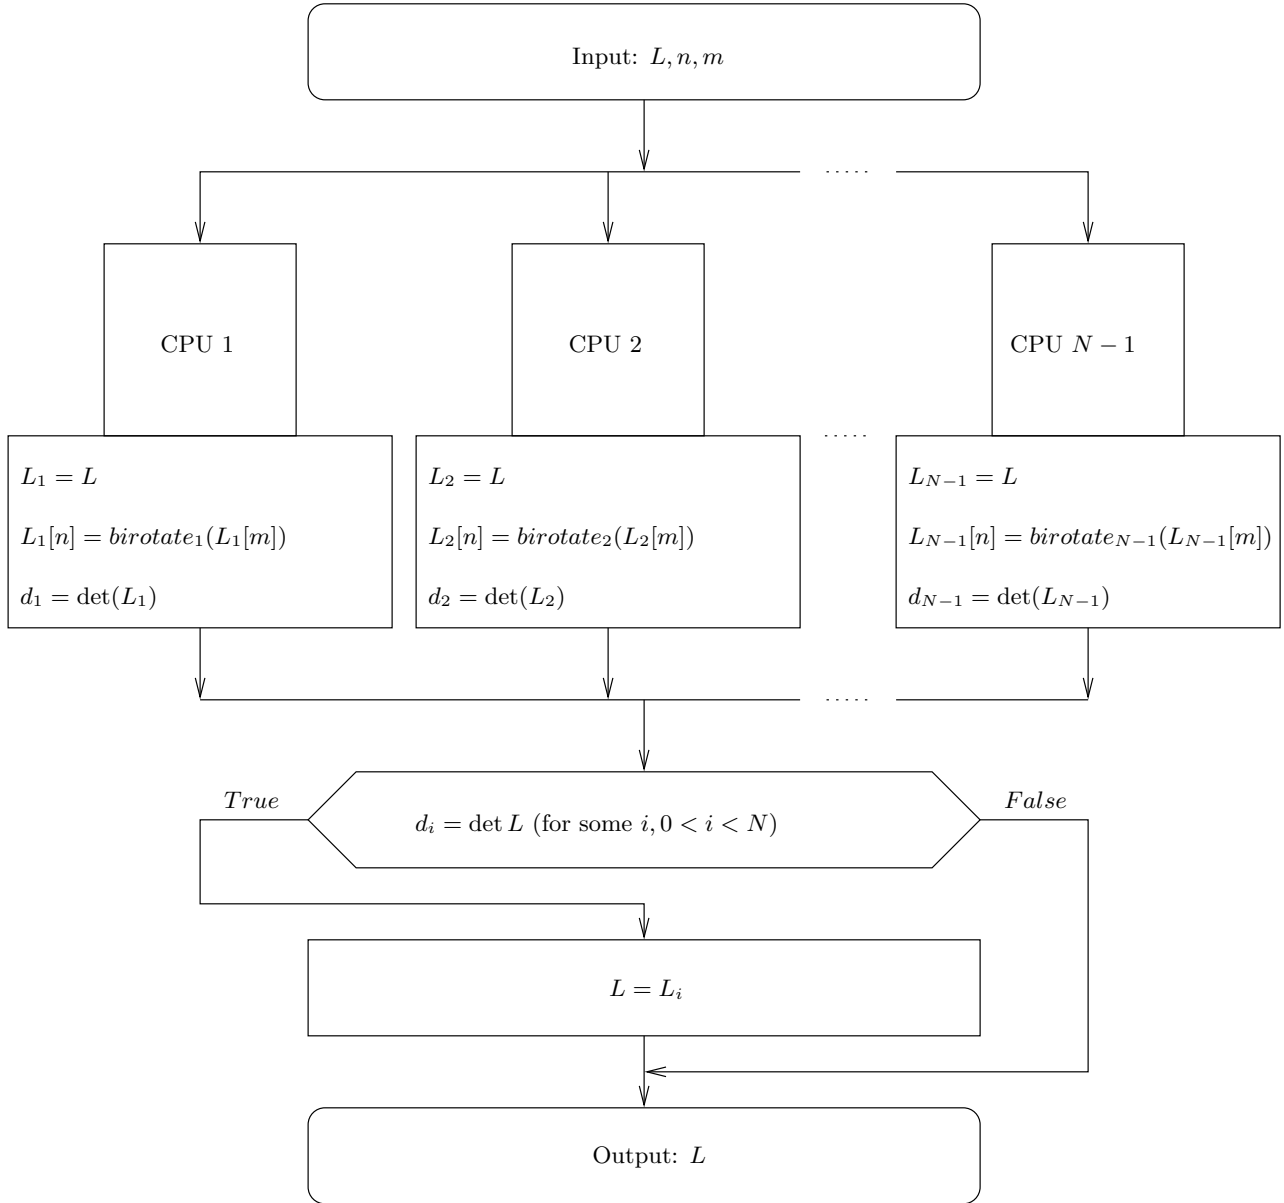 Input: L, n, m
.....
CPU 1
CPU 2
CPU N − 1
.....
L₁ = L
L₁[n] = birotate₁(L₁[m])
d₁ = det(L₁)
L₂ = L
L₂[n] = birotate₂(L₂[m])
d₂ = det(L₂)
L_{N−1} = L
L_{N−1}[n] = birotate_{N−1}(L_{N−1}[m])
d_{N−1} = det(L_{N−1})
.....
True
False
dᵢ = det L (for some i, 0 < i < N)
L = Lᵢ
Output: L